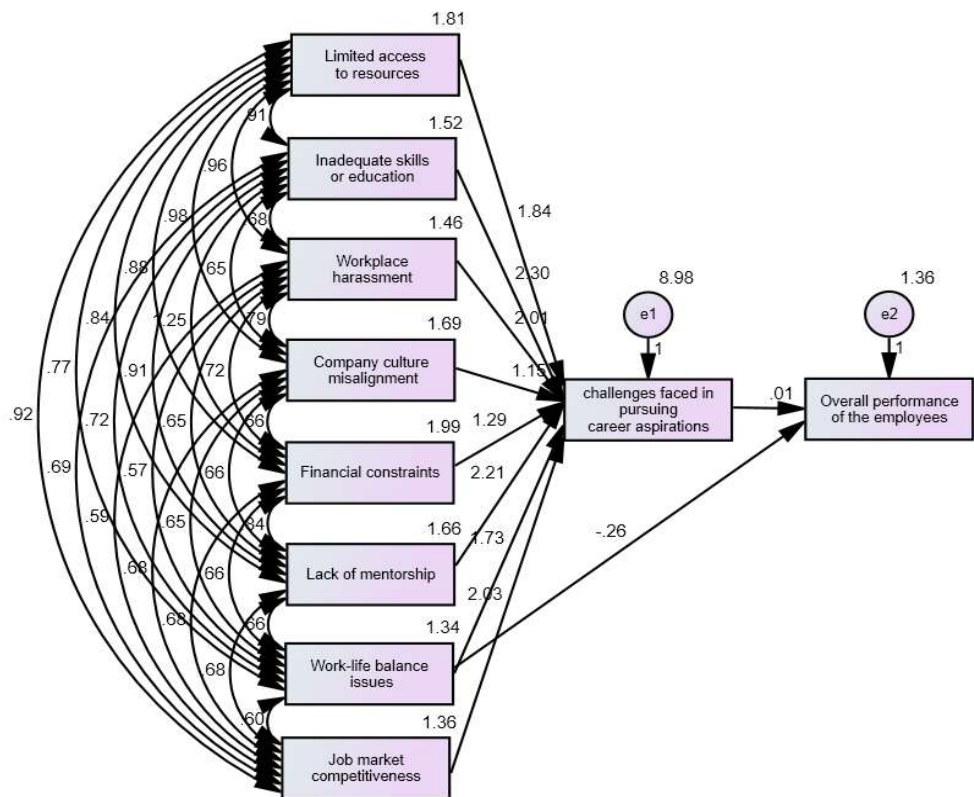 1.81
Limited access
to resources
.91
1.52
Inadequate skills
or education
.96
1.84
.98
.68
1.46
Workplace
harassment
.88
.65
2.30
8.98
1.36
e1
e2
.84
1.25
.79
1.69
2.01
1
1
Company culture
misalignment
.77
.91
.72
1.15
challenges faced in
pursuing
career aspirations
.01
Overall performance
of the employees
.92
.72
.65
.66
1.99
1.29
Financial constraints
.69
.57
.66
2.21
-.26
.59
.65
.84
1.66
1.73
Lack of mentorship
.68
.66
2.03
.68
.66
1.34
Work-life balance
issues
.68
.60
1.36
Job market
competitiveness